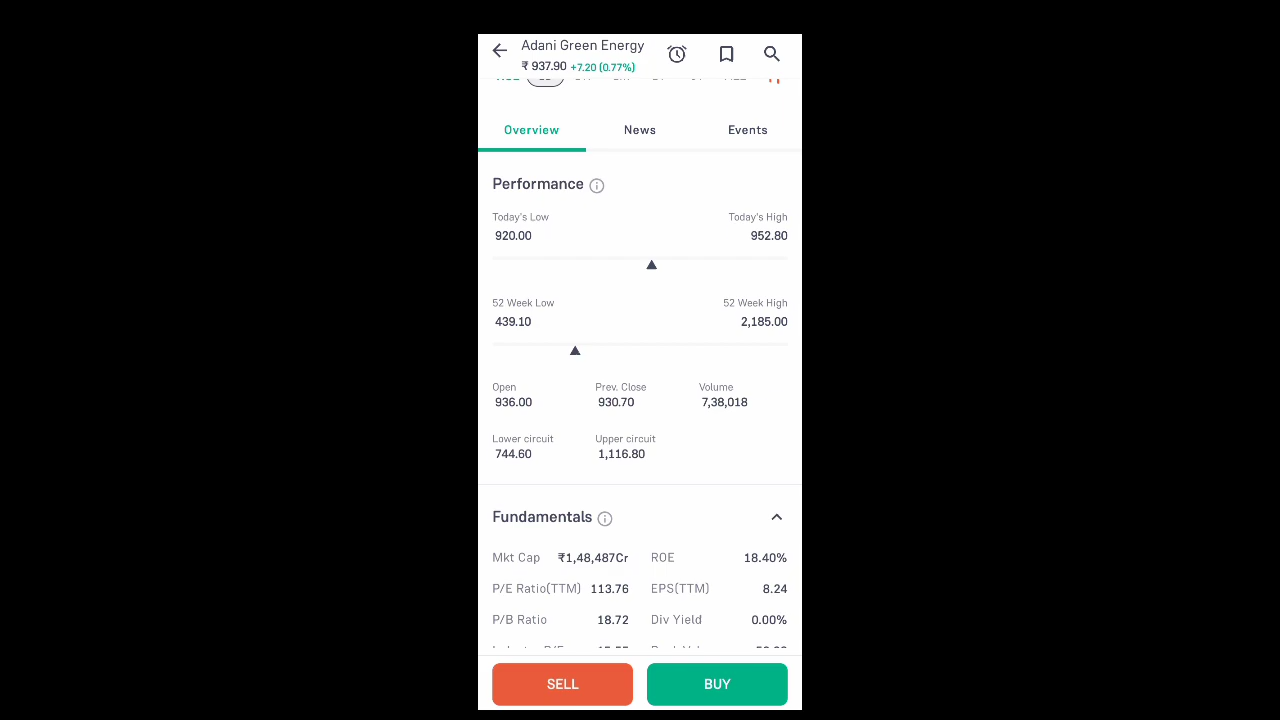 Adani Green Energy
₹ 937.90 +7.20 (0.77%)
Overview News Events
Performance
Today's Low Today's High
920.00 952.80
52 Week Low 52 Week High
439.10 2,185.00
Open Prev. Close Volume
936.00 930.70 7,38,018
Lower circuit Upper circuit
744.60 1,116.80
Fundamentals
Mkt Cap ₹1,48,487Cr ROE 18.40%
P/E Ratio(TTM) 113.76 EPS(TTM) 8.24
P/B Ratio 18.72 Div Yield 0.00%
SELL BUY